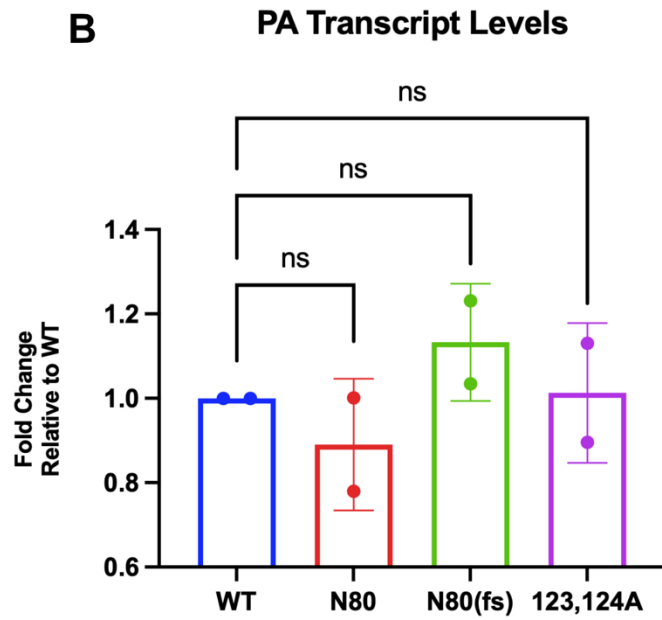 B
PA Transcript Levels
ns
ns
ns
1.4
1.2
1.0
0.8
0.6
Fold Change
Relative to WT
WT N80 N80(fs) 123,124A